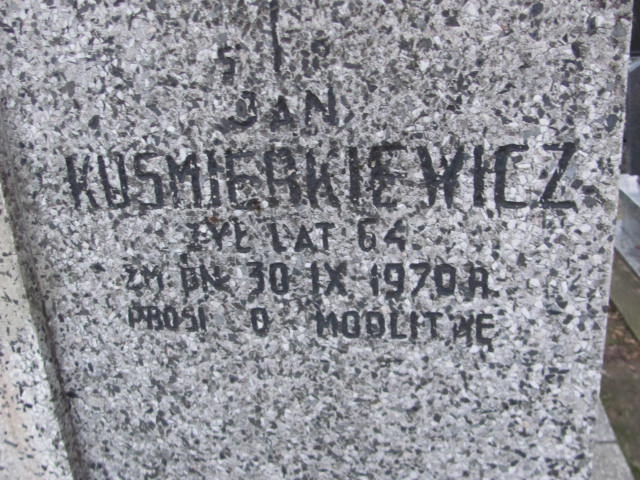 Ś P
JAN
KUŚMIERKIEWICZ
ŻYŁ LAT 64
ZM DN 30 IX 1970 R.
PROSI O MODLITWĘ